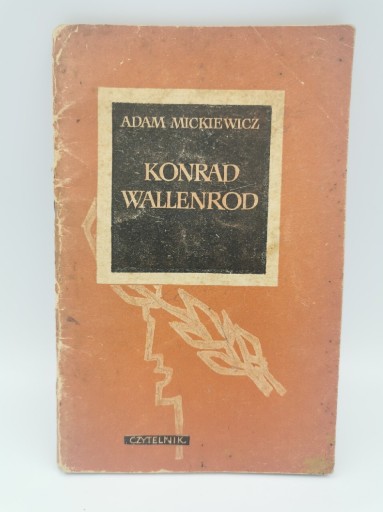 ADAM MICKIEWICZ
KONRAD
WALLENROD
CZYTELNIK